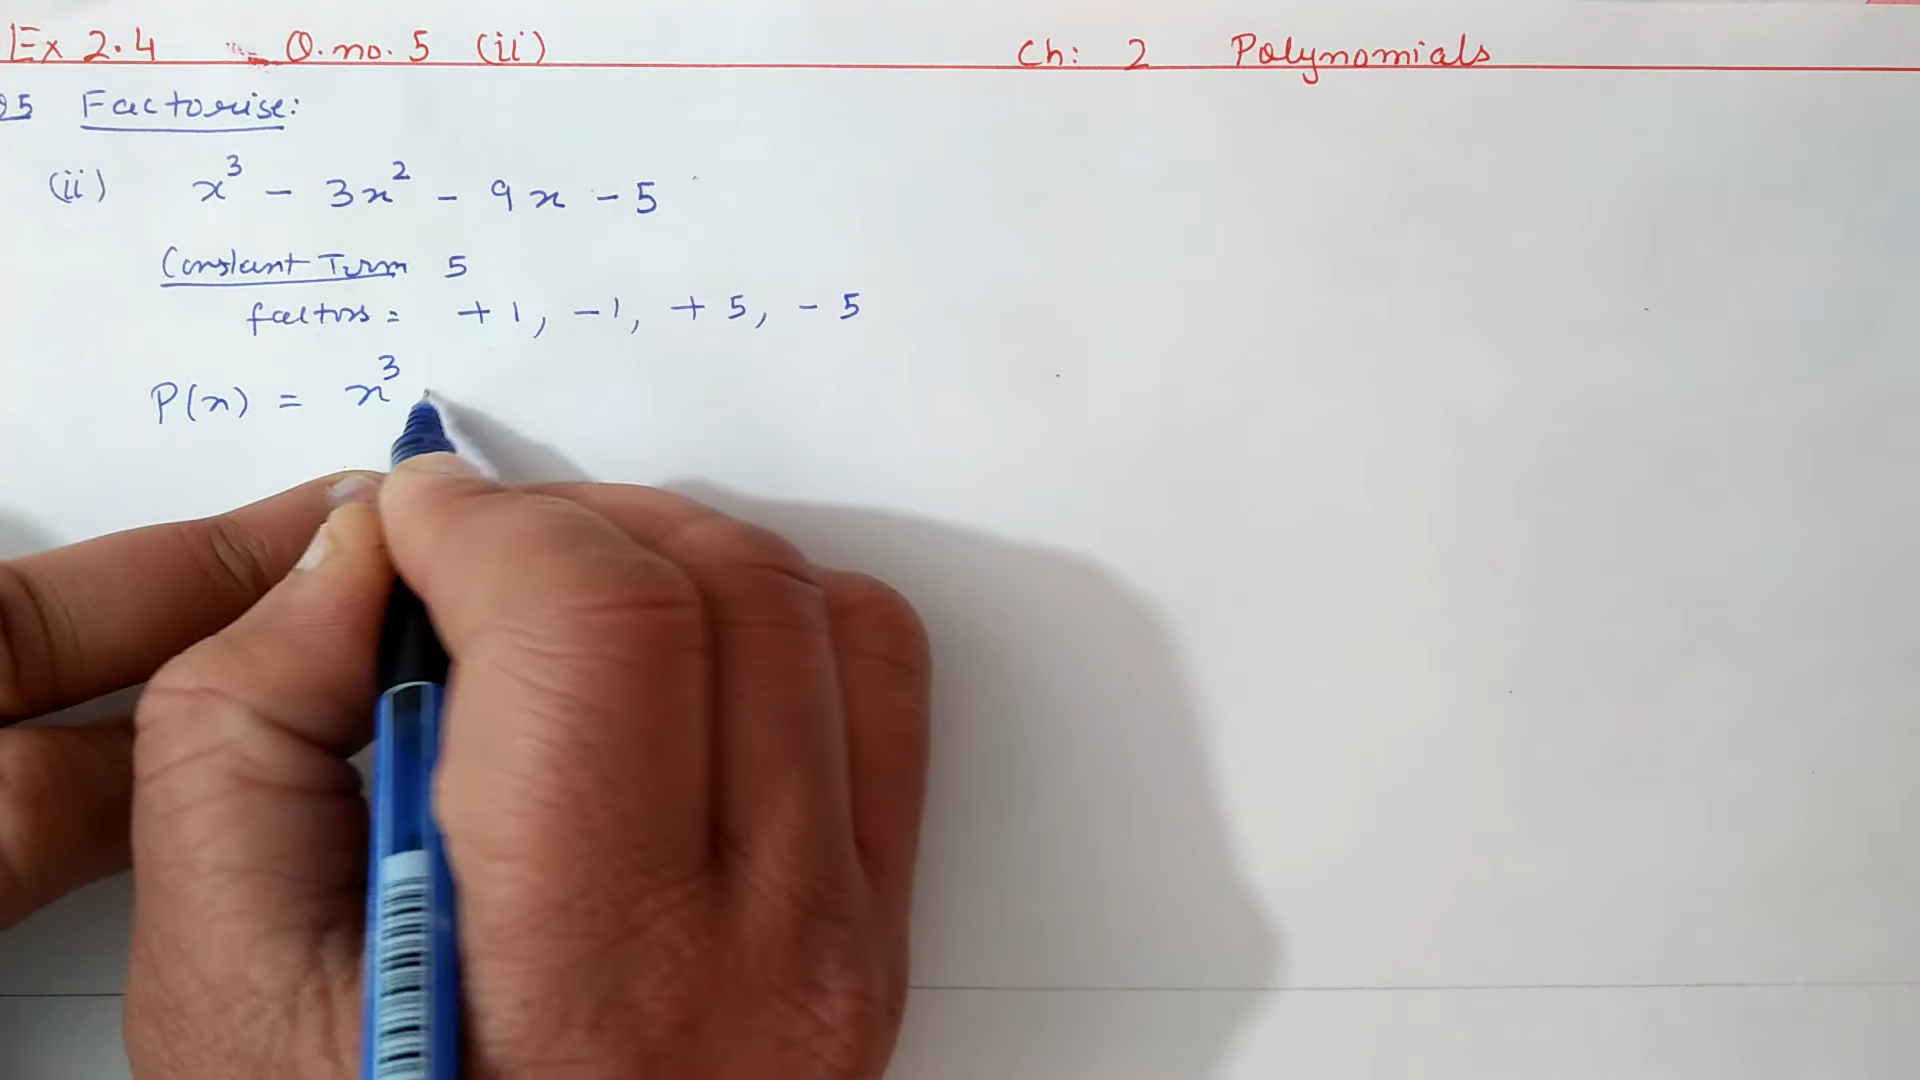 Ex 2.4 Q.no. 5 (ii) Ch: 2 Polynomials
Q5 Factorise:
(ii) x³ - 3x² - 9x - 5
Constant Term 5
factors = +1, -1, +5, -5
P(x) = x³